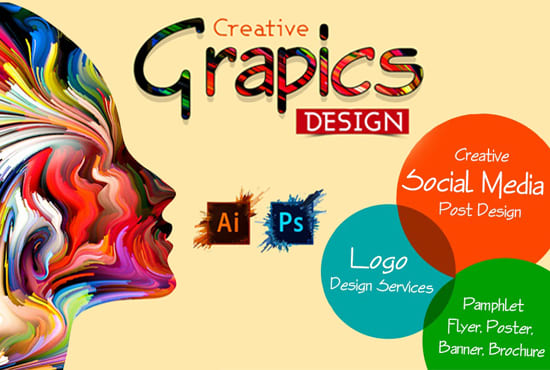 Creative
Grapics
DESIGN
Ai
Ps
Creative
Social Media
Post Design
Logo
Design Services
Pamphlet
Flyer, Poster,
Banner, Brochure